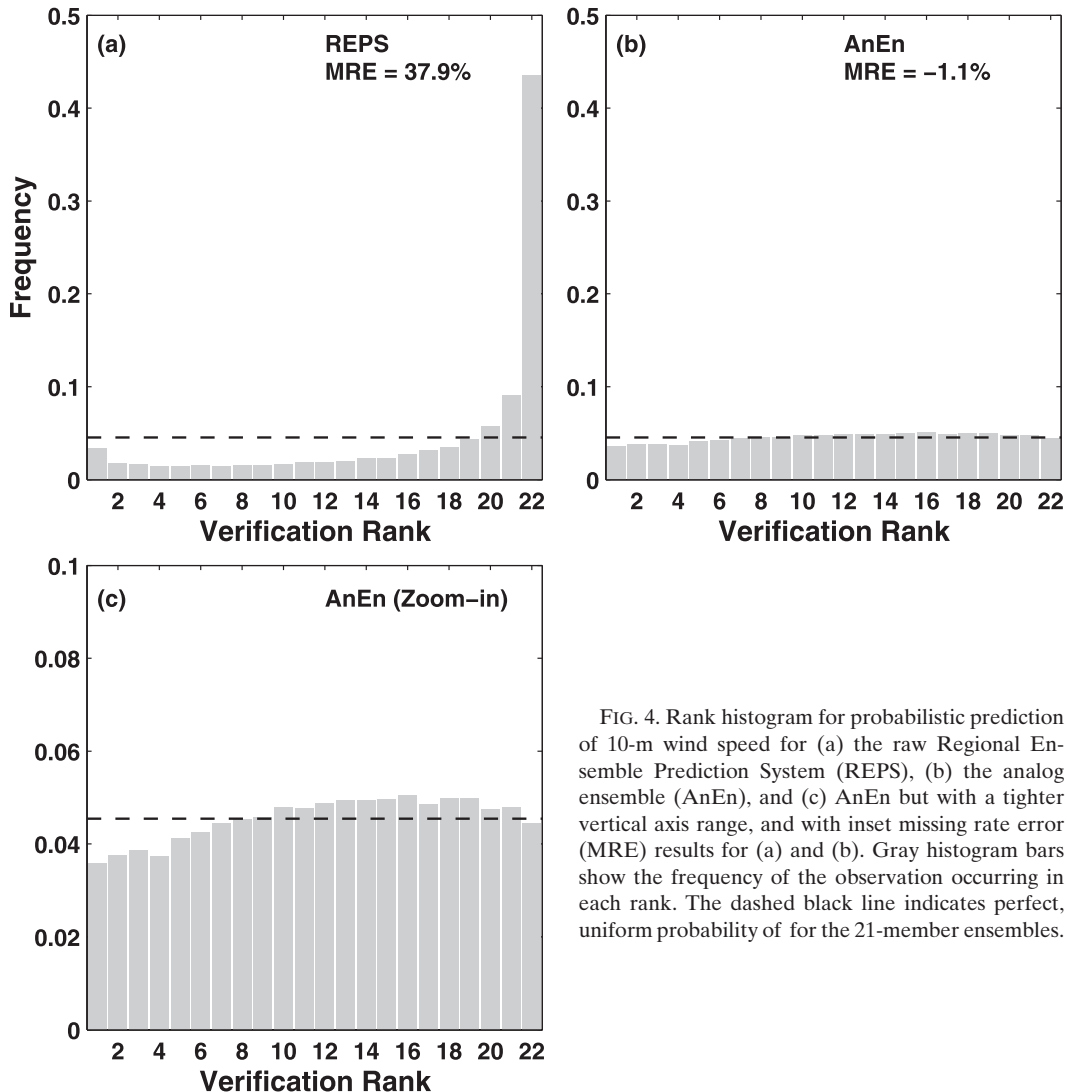 (a)
REPS
MRE = 37.9%
0.5
0.4
0.3
0.2
0.1
0
Frequency
2 4 6 8 10 12 14 16 18 20 22
Verification Rank
(b)
AnEn
MRE = −1.1%
0.5
0.4
0.3
0.2
0.1
0
2 4 6 8 10 12 14 16 18 20 22
Verification Rank
(c)
AnEn (Zoom−in)
0.1
0.08
0.06
0.04
0.02
0
2 4 6 8 10 12 14 16 18 20 22
Verification Rank
FIG. 4. Rank histogram for probabilistic prediction
of 10-m wind speed for (a) the raw Regional En-
semble Prediction System (REPS), (b) the analog
ensemble (AnEn), and (c) AnEn but with a tighter
vertical axis range, and with inset missing rate error
(MRE) results for (a) and (b). Gray histogram bars
show the frequency of the observation occurring in
each rank. The dashed black line indicates perfect,
uniform probability of for the 21-member ensembles.